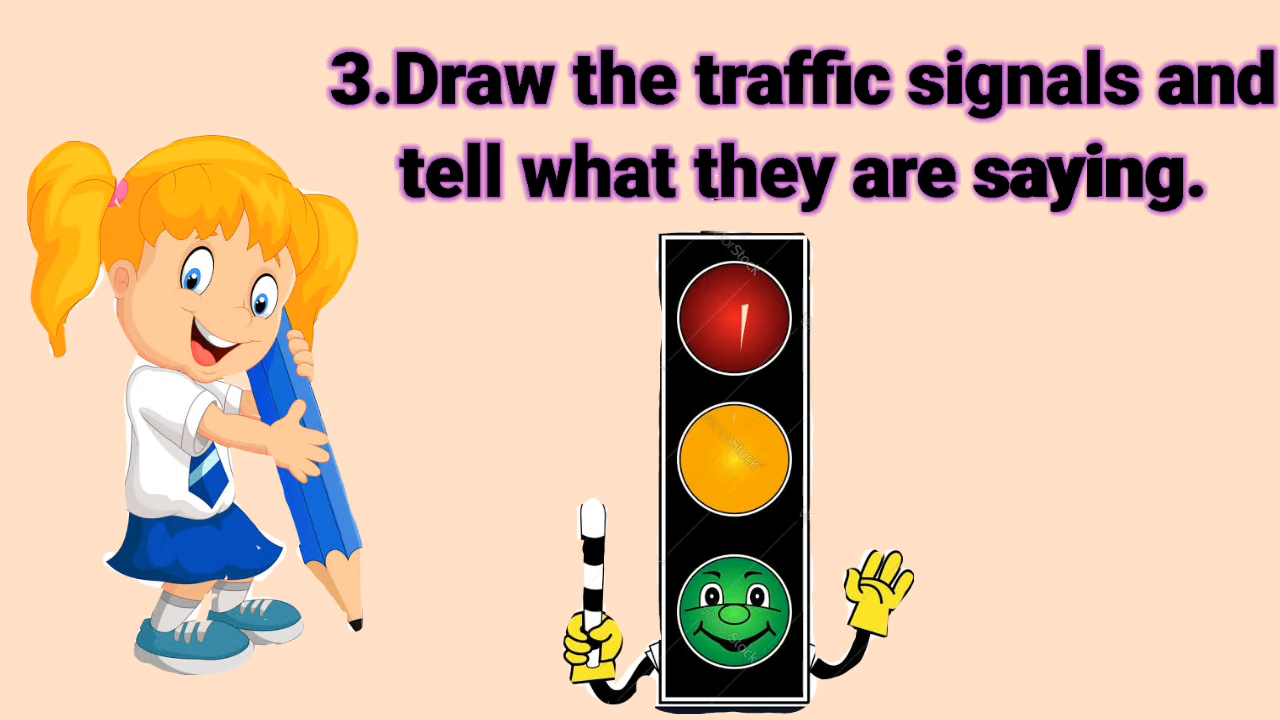 3.Draw the traffic signals and
tell what they are saying.